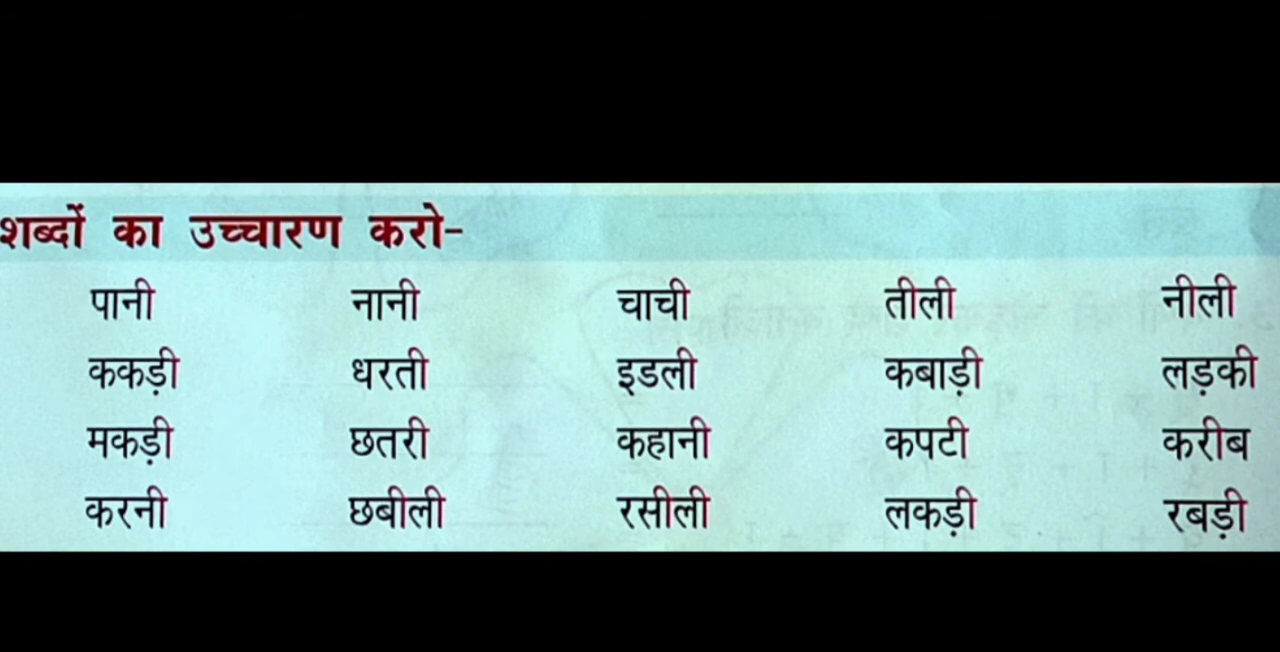 शब्दों का उच्चारण करो-
पानी नानी चाची तीली नीली
ककड़ी धरती इडली कबाड़ी लड़की
मकड़ी छतरी कहानी कपटी करीब
करनी छबीली रसीली लकड़ी रबड़ी